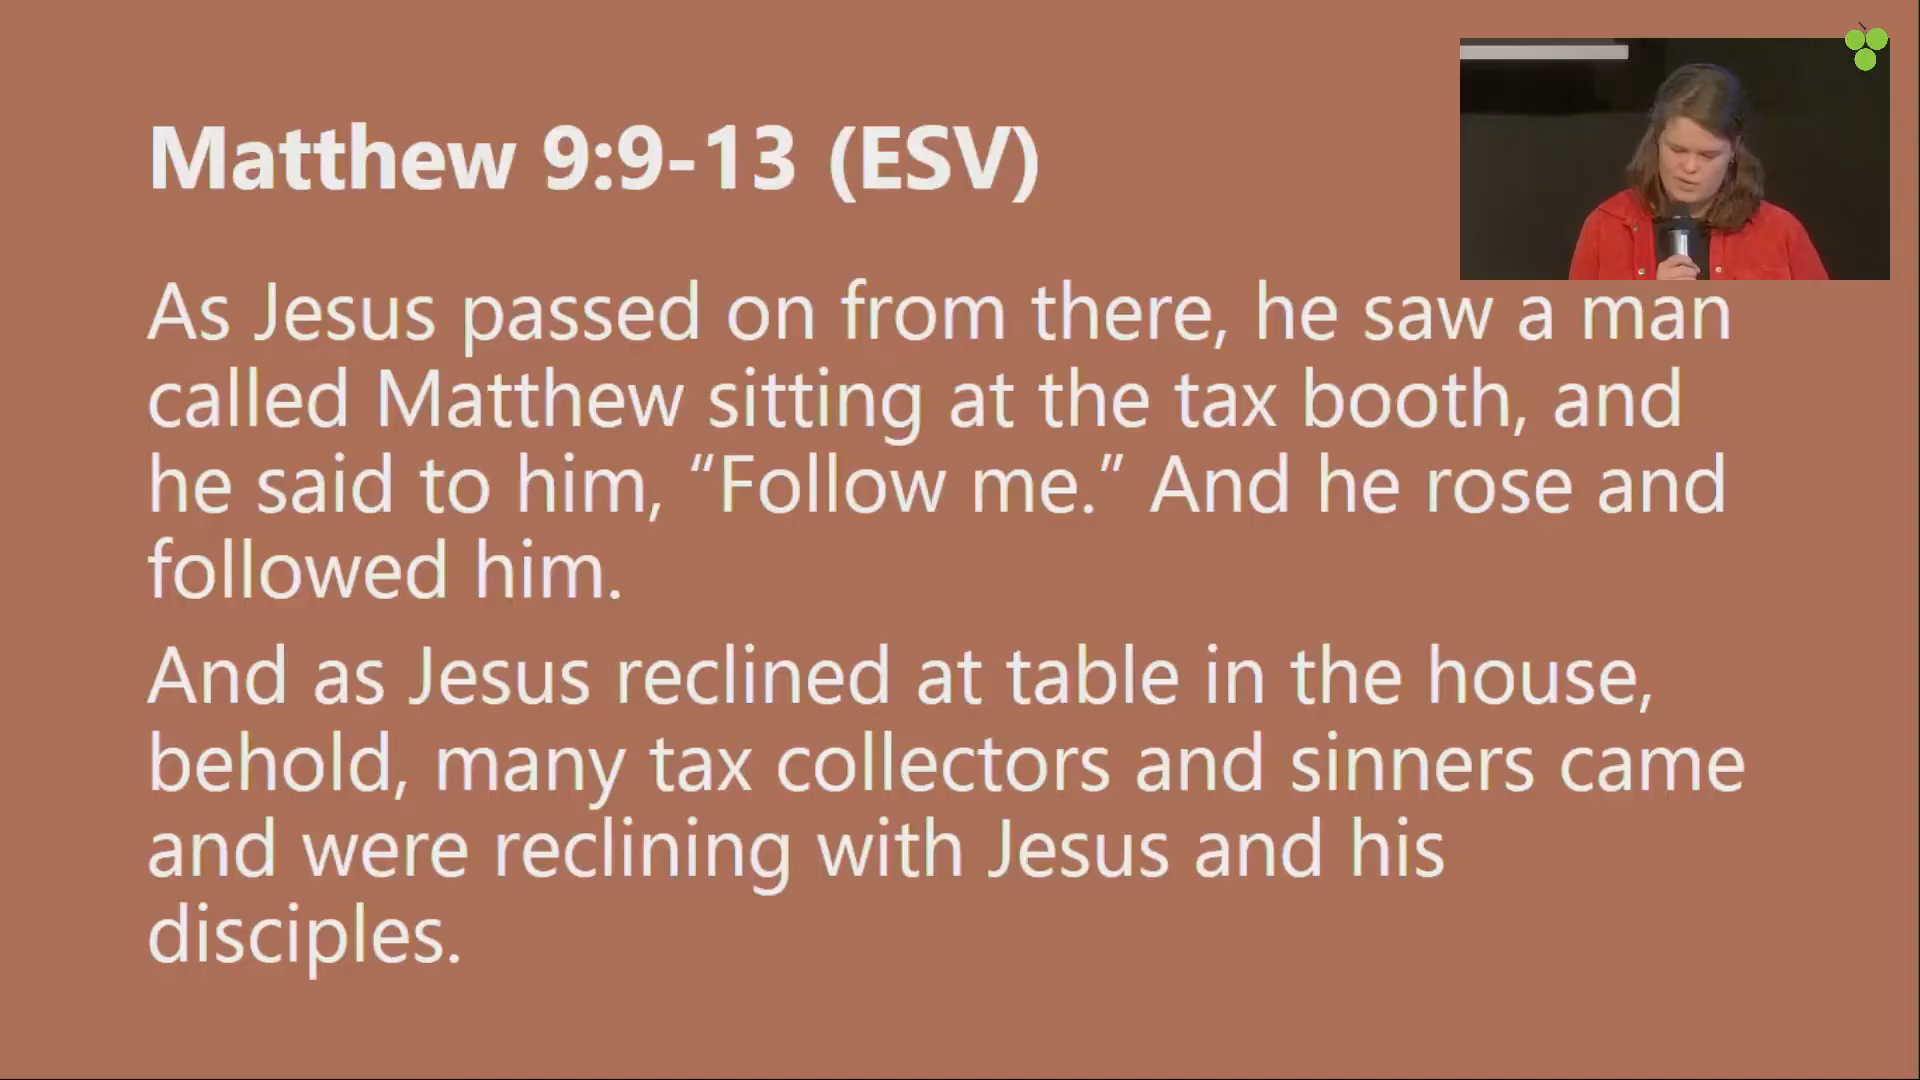 Matthew 9:9-13 (ESV)
As Jesus passed on from there, he saw a man
called Matthew sitting at the tax booth, and
he said to him, “Follow me.” And he rose and
followed him.
And as Jesus reclined at table in the house,
behold, many tax collectors and sinners came
and were reclining with Jesus and his
disciples.